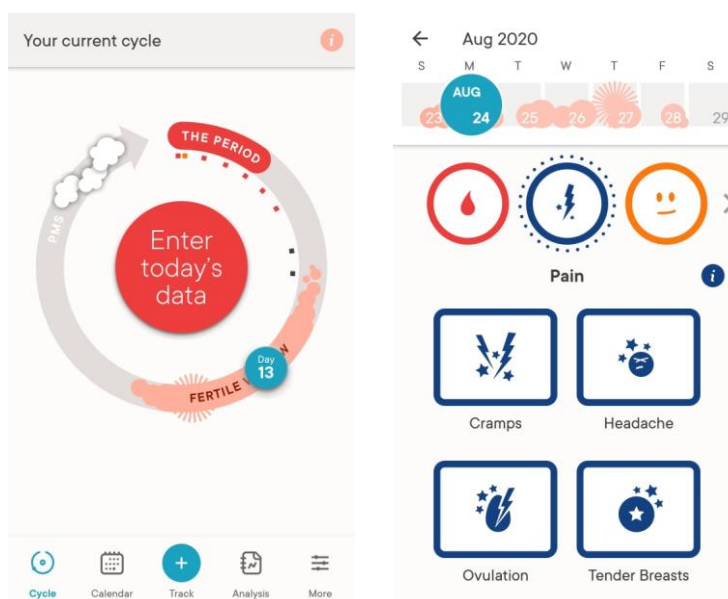 Your current cycle
i
THE PERIOD
PMS
Enter
today's
data
Day
13
FERTILE
Cycle
Calendar
Track
Analysis
More
Aug 2020
S M T W T F S
AUG
23 24 25 26 27 28 29
Pain
i
Cramps
Headache
Ovulation
Tender Breasts